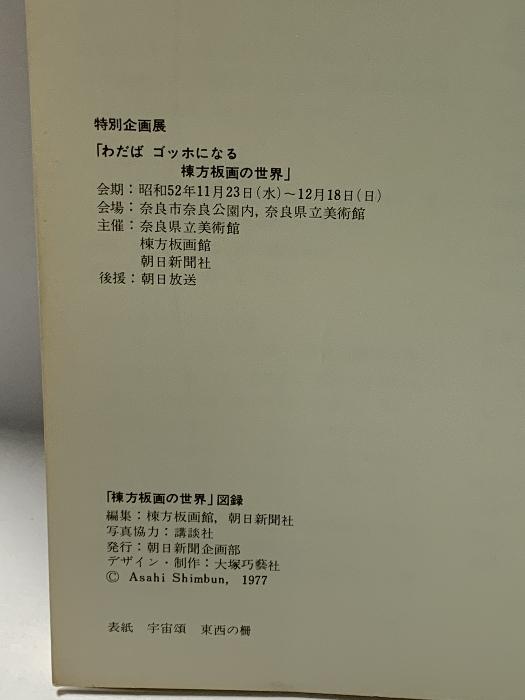 特別企画展
「わだば ゴッホになる
棟方板画の世界」
会期：昭和52年11月23日(水)～12月18日(日)
会場：奈良市奈良公園内, 奈良県立美術館
主催：奈良県立美術館
棟方板画館
朝日新聞社
後援：朝日放送
「棟方板画の世界」図録
編集：棟方板画館, 朝日新聞社
写真協力：講談社
発行：朝日新聞企画部
デザイン・制作：大塚巧藝社
© Asahi Shimbun, 1977
表紙 宇宙頌 東西の柵